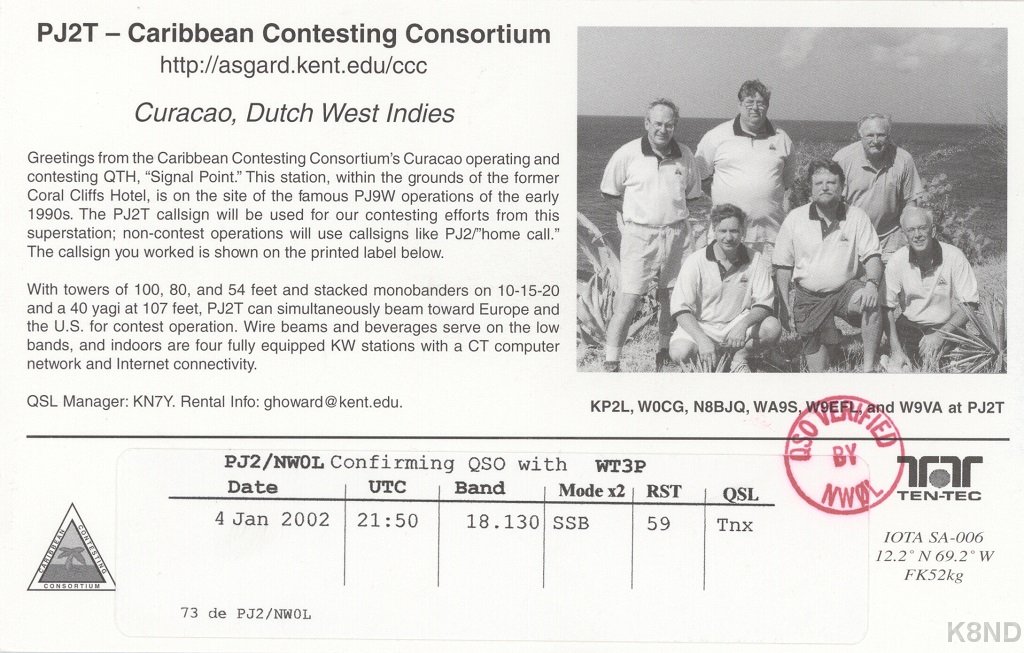 PJ2T – Caribbean Contesting Consortium
http://asgard.kent.edu/ccc
Curacao, Dutch West Indies
Greetings from the Caribbean Contesting Consortium's Curacao operating and
contesting QTH, “Signal Point.” This station, within the grounds of the former
Coral Cliffs Hotel, is on the site of the famous PJ9W operations of the early
1990s. The PJ2T callsign will be used for our contesting efforts from this
superstation; non-contest operations will use callsigns like PJ2/”home call.”
The callsign you worked is shown on the printed label below.
With towers of 100, 80, and 54 feet and stacked monobanders on 10-15-20
and a 40 yagi at 107 feet, PJ2T can simultaneously beam toward Europe and
the U.S. for contest operation. Wire beams and beverages serve on the low
bands, and indoors are four fully equipped KW stations with a CT computer
network and Internet connectivity.
QSL Manager: KN7Y. Rental Info: ghoward@kent.edu.
KP2L, W0CG, N8BJQ, WA9S, W9EFL, and W9VA at PJ2T
QSO VERIFIED
BY
NWØL
PJ2/NW0L Confirming QSO with WT3P
Date UTC Band Mode x2 RST QSL
4 Jan 2002 21:50 18.130 SSB 59 Tnx
73 de PJ2/NW0L
CARIBBEAN CONTESTING
CONSORTIUM
TEN-TEC
IOTA SA-006
12.2° N 69.2° W
FK52kg
K8ND